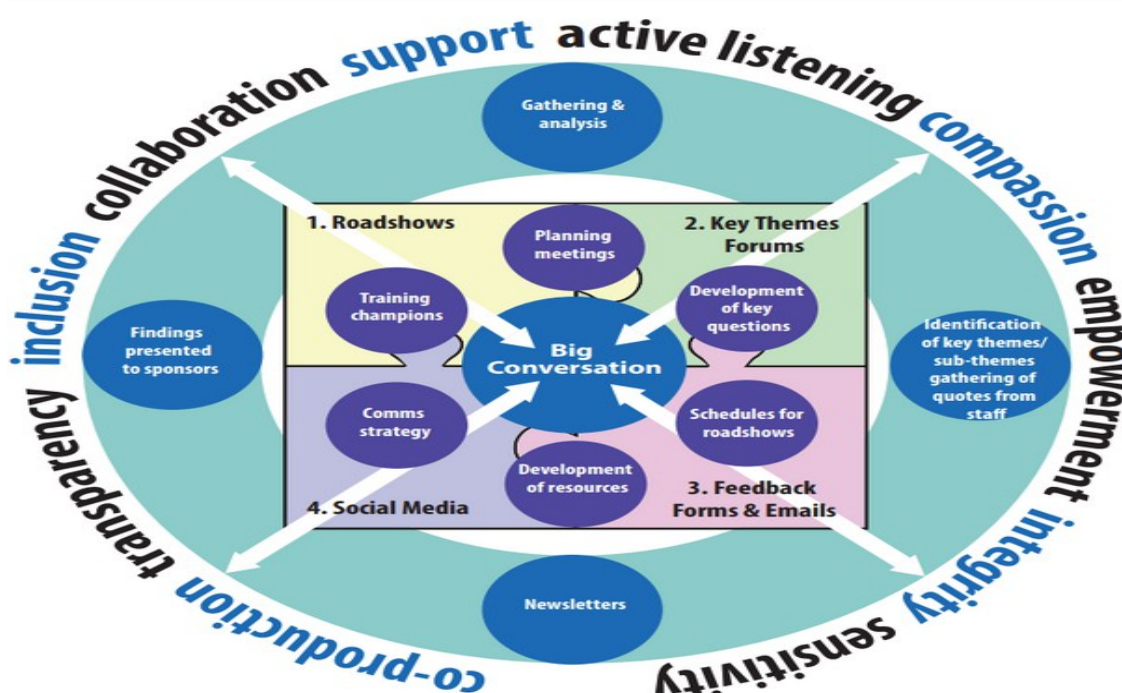 inclusion collaboration support active listening compassion empowerment integrity sensitivity co-production transparency
Gathering &
analysis
1. Roadshows
Planning
meetings
2. Key Themes
Forums
Training
champions
Development
of key
questions
Findings
presented
to sponsors
Big
Conversation
Identification
of key themes/
sub-themes
gathering of
quotes from
staff
Comms
strategy
Schedules for
roadshows
Development
of resources
4. Social Media
3. Feedback
Forms & Emails
Newsletters